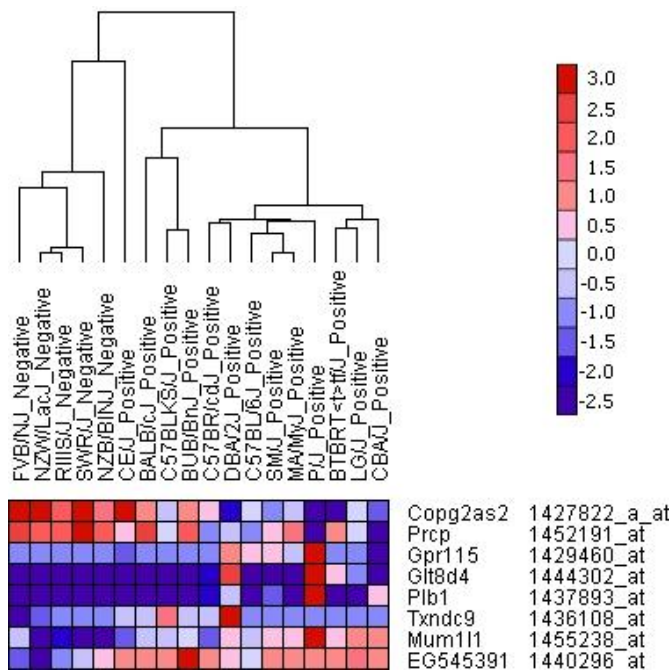 3.0
2.5
2.0
1.5
1.0
0.5
0.0
-0.5
-1.0
-1.5
-2.0
-2.5
FVB/NJ_Negative
NZW/LacJ_Negative
RIIIS/J_Negative
SWR/J_Negative
NZB/BINJ_Negative
CE/J_Positive
BALB/cJ_Positive
C57BLKS/J_Positive
BUB/BnJ_Positive
C57BR/cdJ_Positive
DBA/2J_Positive
C57BL/6J_Positive
SM/J_Positive
MA/MyJ_Positive
P/J_Positive
BTBRT<t>tf/J_Positive
LG/J_Positive
CBA/J_Positive
Copg2as2 1427822_a_at
Prcp 1452191_at
Gpr115 1429460_at
Glt8d4 1444302_at
Plb1 1437893_at
Txndc9 1436108_at
Mum1l1 1455238_at
EG545391 1440296_at